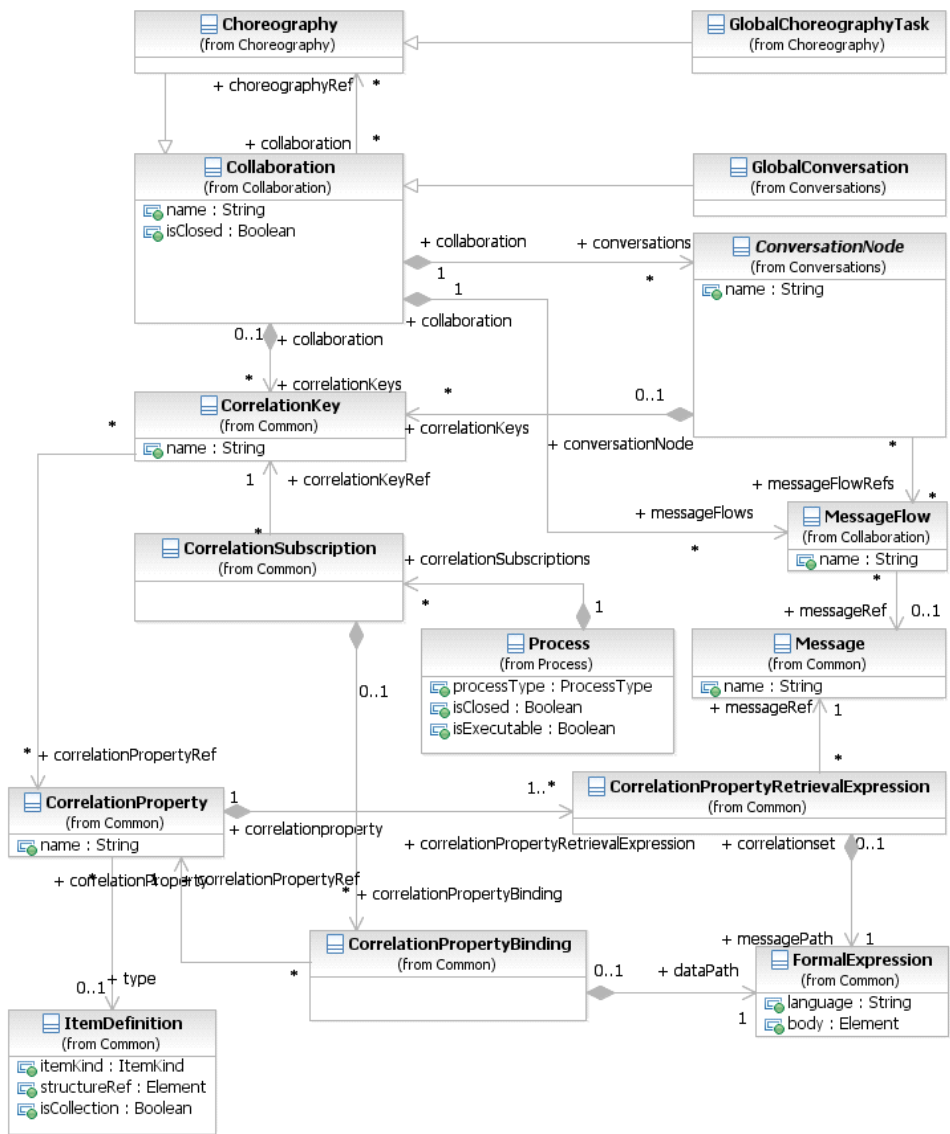 Choreography
(from Choreography)
GlobalChoreographyTask
(from Choreography)
+ choreographyRef *
+ collaboration *
Collaboration
(from Collaboration)
name : String
isClosed : Boolean
GlobalConversation
(from Conversations)
+ collaboration
+ conversations
1
*
ConversationNode
(from Conversations)
name : String
1
+ collaboration
0..1
+ collaboration
* + correlationKeys
CorrelationKey
(from Common)
name : String
*
*
0..1
+ correlationKeys
+ conversationNode
1 + correlationKeyRef
*
*
+ messageFlowRefs
*
MessageFlow
(from Collaboration)
name : String
+ messageFlows
*
CorrelationSubscription
(from Common)
+ correlationSubscriptions
*
1
*
+ messageRef 0..1
Process
(from Process)
processType : ProcessType
isClosed : Boolean
isExecutable : Boolean
Message
(from Common)
name : String
+ messageRef 1
*
0..1
* + correlationPropertyRef
CorrelationProperty
(from Common)
name : String
1
+ correlationproperty
1..*
+ correlationPropertyRetrievalExpression
CorrelationPropertyRetrievalExpression
(from Common)
+ correlationset 0..1
+ correlationProperty
*
1
+ correlationPropertyRef
* + correlationPropertyBinding
+ messagePath 1
CorrelationPropertyBinding
(from Common)
*
0..1
+ dataPath
1
FormalExpression
(from Common)
language : String
body : Element
+ type
0..1
ItemDefinition
(from Common)
itemKind : ItemKind
structureRef : Element
isCollection : Boolean